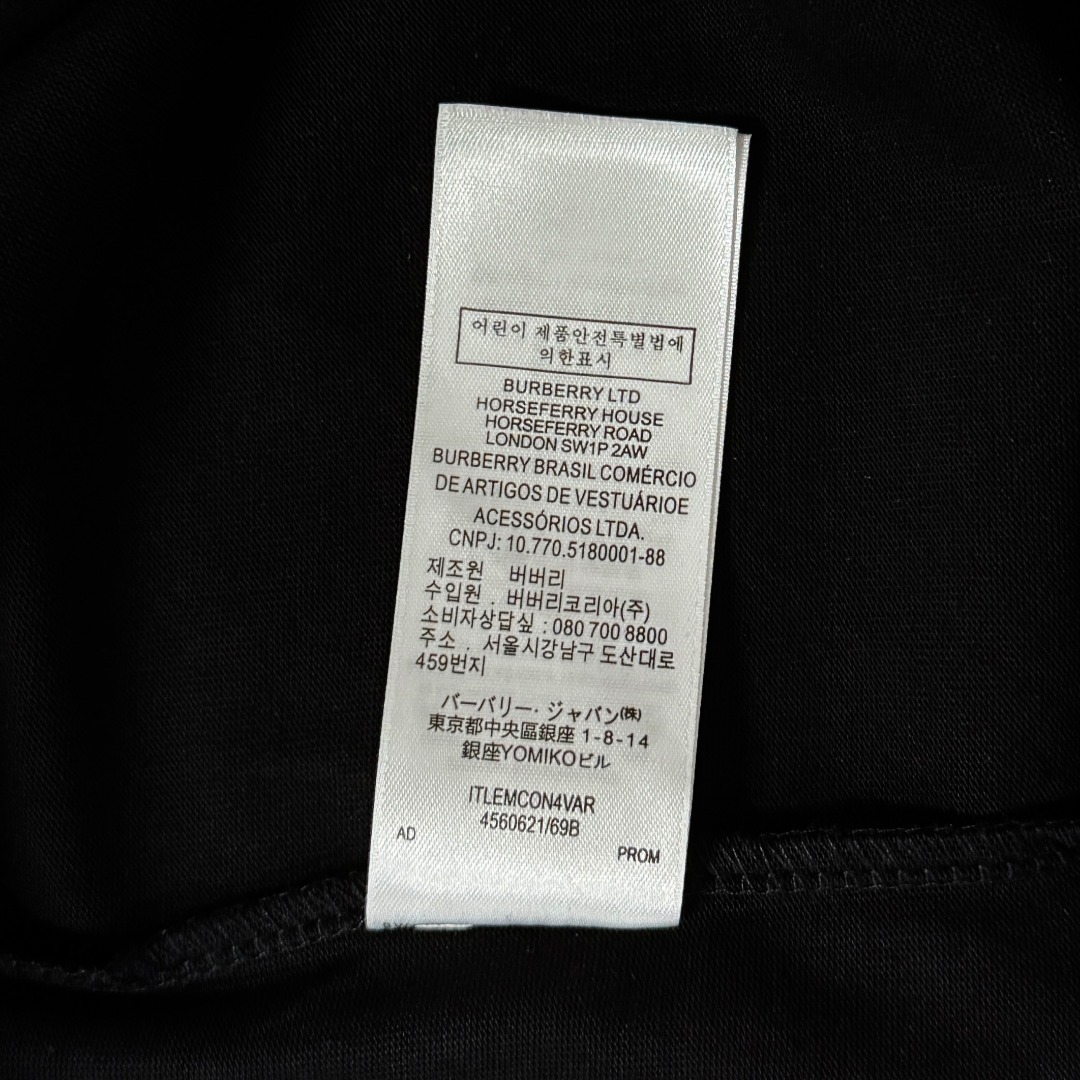 어린이 제품안전특별법에
의한표시
BURBERRY LTD
HORSEFERRY HOUSE
HORSEFERRY ROAD
LONDON SW1P 2AW
BURBERRY BRASIL COMÉRCIO
DE ARTIGOS DE VESTUÁRIOE
ACESSÓRIOS LTDA.
CNPJ: 10.770.5180001-88
제조원 버버리
수입원 . 버버리코리아(주)
소비자상답싶 : 080 700 8800
주소 . 서울시강남구 도산대로
459번지
バーバリー・ジャパン(株)
東京都中央區銀座 1-8-14
銀座YOMIKOビル
ITLEMCON4VAR
4560621/69B
AD
PROM